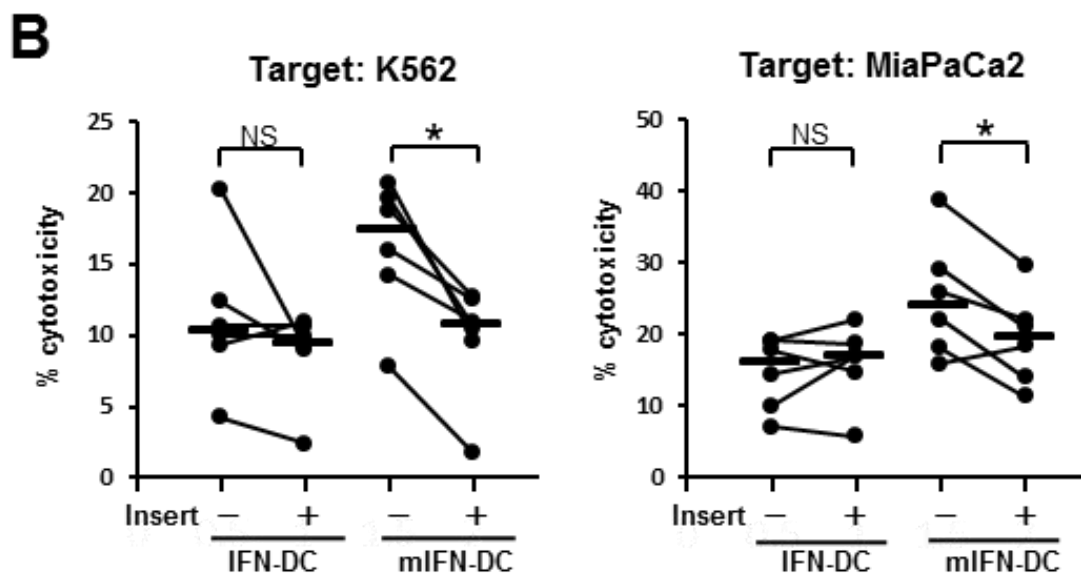 B
Target: K562
Target: MiaPaCa2
% cytotoxicity
25
20
15
10
5
0
NS
*
Insert − + − +
IFN-DC mIFN-DC
% cytotoxicity
50
40
30
20
10
0
NS
*
Insert − + − +
IFN-DC mIFN-DC